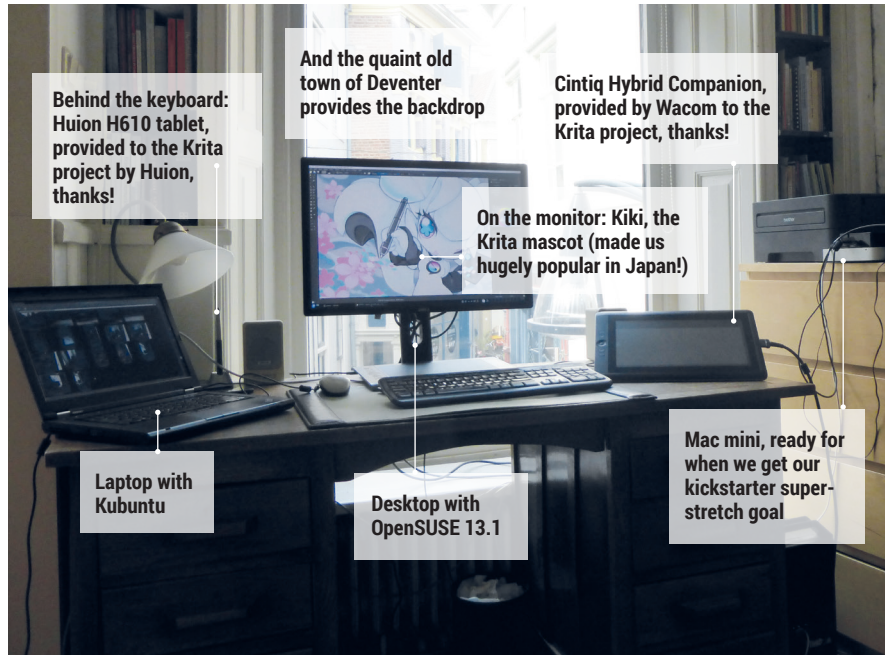 And the quaint old
town of Deventer
provides the backdrop
Behind the keyboard:
Huion H610 tablet,
provided to the Krita
project by Huion,
thanks!
Cintiq Hybrid Companion,
provided by Wacom to the
Krita project, thanks!
On the monitor: Kiki, the
Krita mascot (made us
hugely popular in Japan!)
Laptop with
Kubuntu
Desktop with
OpenSUSE 13.1
Mac mini, ready for
when we get our
kickstarter super-
stretch goal